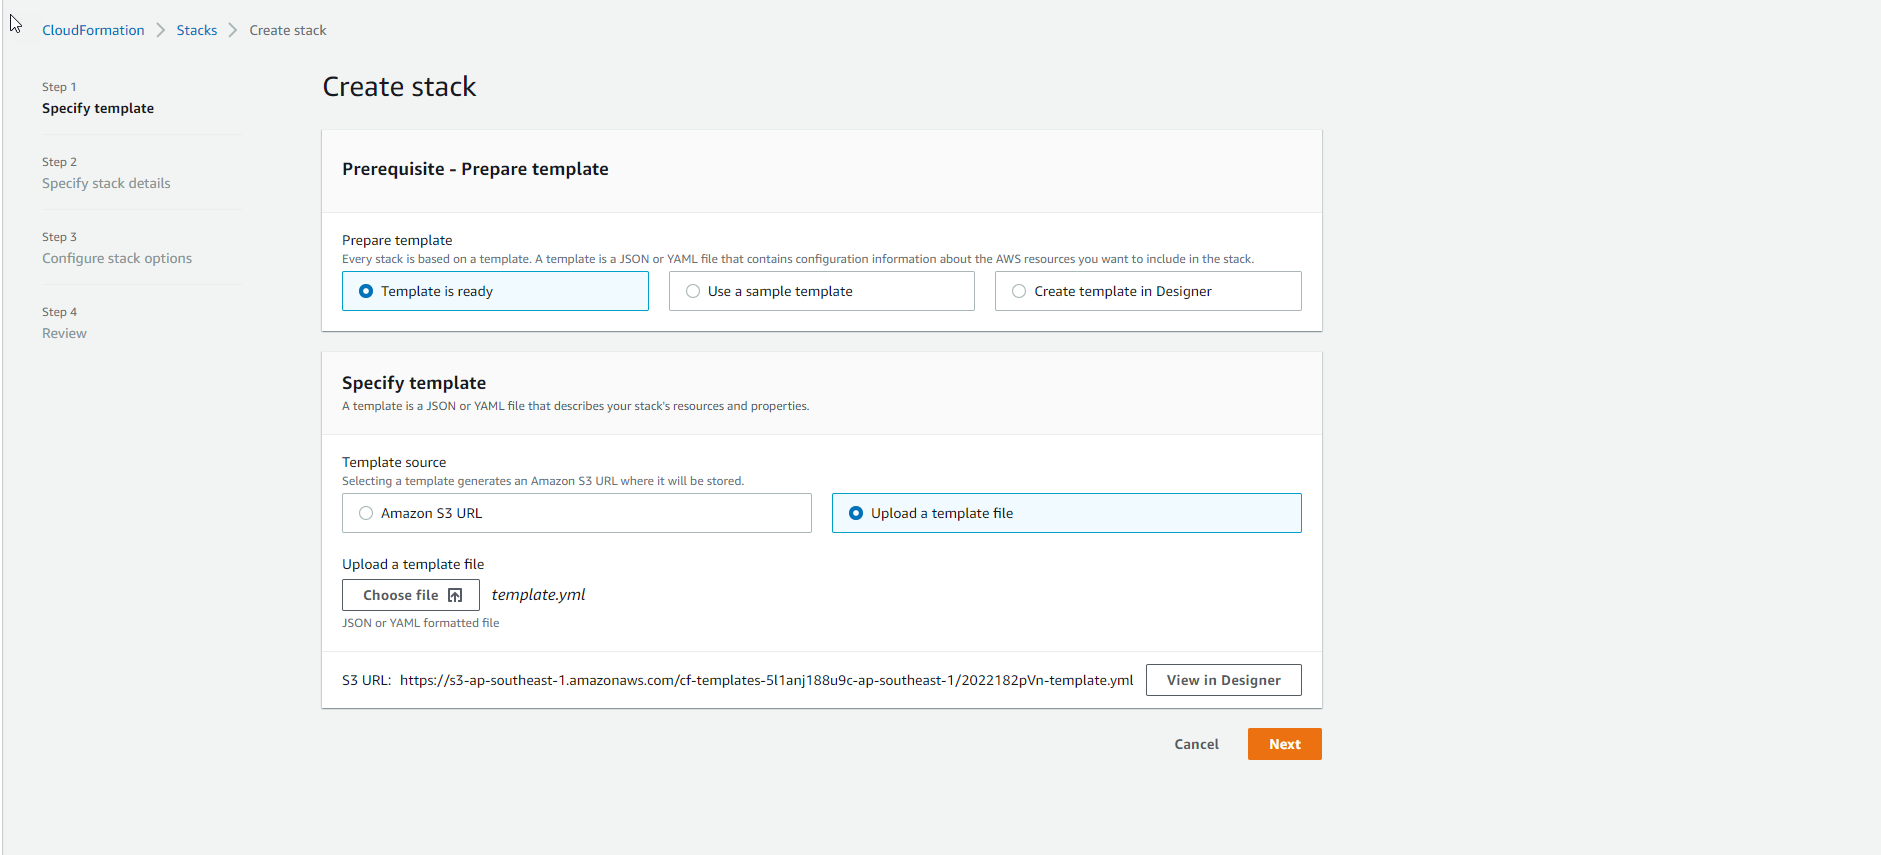 CloudFormation > Stacks > Create stack
Step 1
Specify template
Step 2
Specify stack details
Step 3
Configure stack options
Step 4
Review
Create stack
Prerequisite - Prepare template
Prepare template
Every stack is based on a template. A template is a JSON or YAML file that contains configuration information about the AWS resources you want to include in the stack.
Template is ready
Use a sample template
Create template in Designer
Specify template
A template is a JSON or YAML file that describes your stack's resources and properties.
Template source
Selecting a template generates an Amazon S3 URL where it will be stored.
Amazon S3 URL
Upload a template file
Upload a template file
Choose file template.yml
JSON or YAML formatted file
S3 URL: https://s3-ap-southeast-1.amazonaws.com/cf-templates-5l1anj188u9c-ap-southeast-1/2022182pVn-template.yml View in Designer
Cancel Next